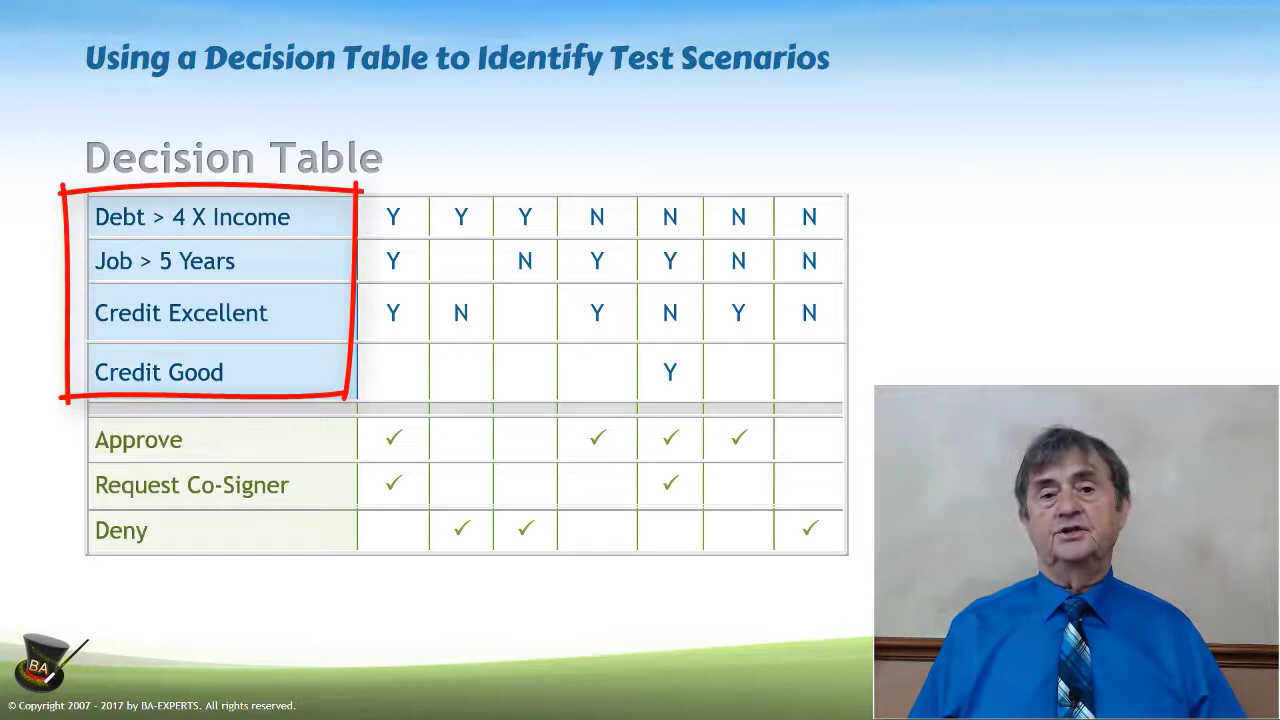 Using a Decision Table to Identify Test Scenarios
Decision Table
Debt > 4 X Income Y Y Y N N N N
Job > 5 Years Y N Y Y N N
Credit Excellent Y N Y N Y N
Credit Good Y
Approve ✓ ✓ ✓ ✓
Request Co-Signer ✓ ✓
Deny ✓ ✓ ✓
BA
© Copyright 2007 - 2017 by BA-EXPERTS. All rights reserved.